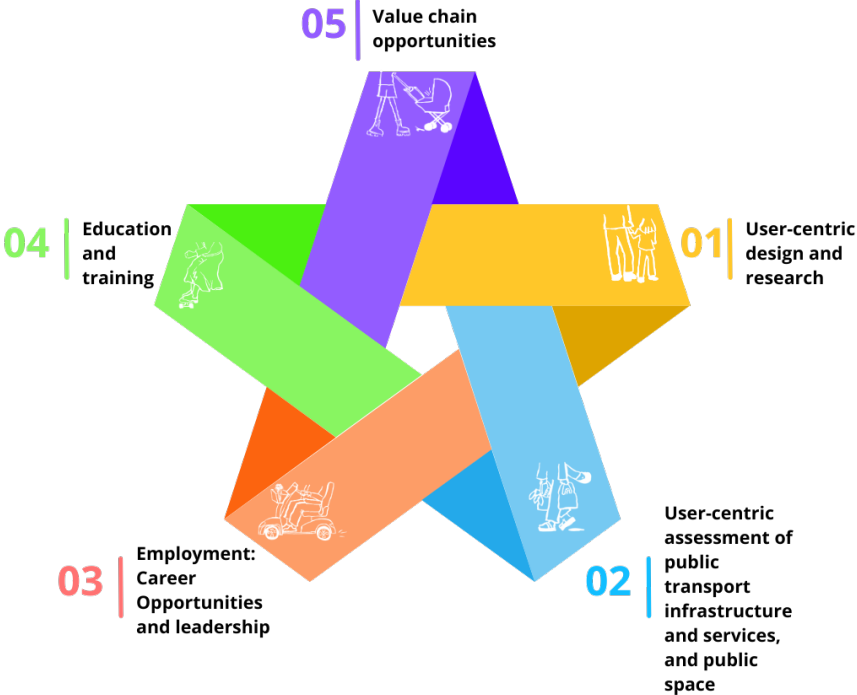 05
Value chain
opportunities
01
User-centric
design and
research
02
User-centric
assessment of
public
transport
infrastructure
and services,
and public
space
03
Employment:
Career
Opportunities
and leadership
04
Education
and
training